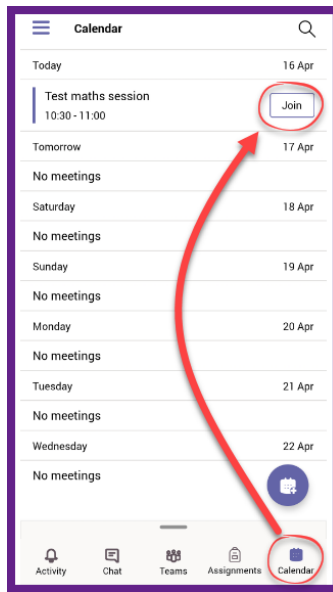 Calendar
Today 16 Apr
Test maths session
10:30 - 11:00
Join
Tomorrow 17 Apr
No meetings
Saturday 18 Apr
No meetings
Sunday 19 Apr
No meetings
Monday 20 Apr
No meetings
Tuesday 21 Apr
No meetings
Wednesday 22 Apr
No meetings
Activity Chat Teams Assignments Calendar